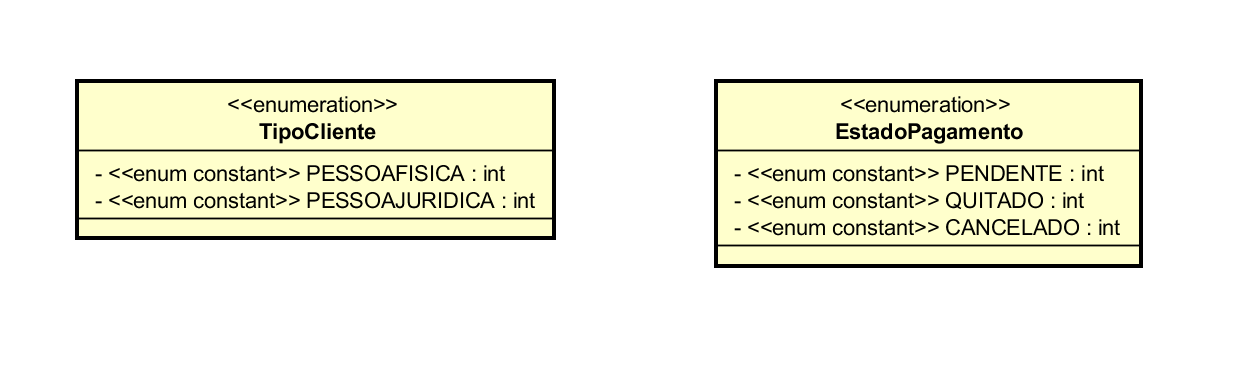 <<enumeration>>
TipoCliente
- <<enum constant>> PESSOAFISICA : int
- <<enum constant>> PESSOAJURIDICA : int
<<enumeration>>
EstadoPagamento
- <<enum constant>> PENDENTE : int
- <<enum constant>> QUITADO : int
- <<enum constant>> CANCELADO : int